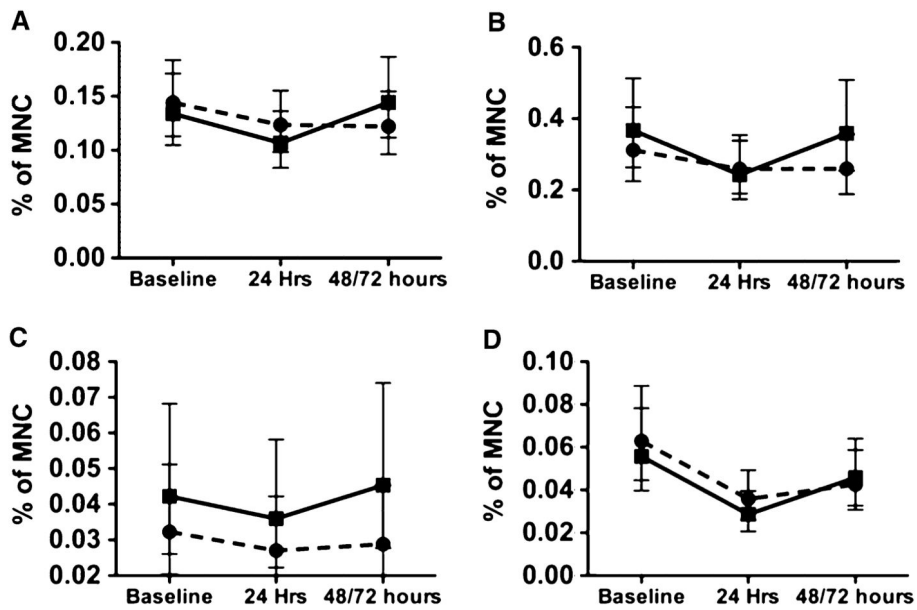 A
% of MNC
0.20
0.15
0.10
0.05
0.00
Baseline 24 Hrs 48/72 hours
B
% of MNC
0.6
0.4
0.2
0.0
Baseline 24 Hrs 48/72 hours
C
% of MNC
0.08
0.07
0.06
0.05
0.04
0.03
0.02
Baseline 24 Hrs 48/72 hours
D
% of MNC
0.10
0.08
0.06
0.04
0.02
0.00
Baseline 24 Hrs 48/72 hours